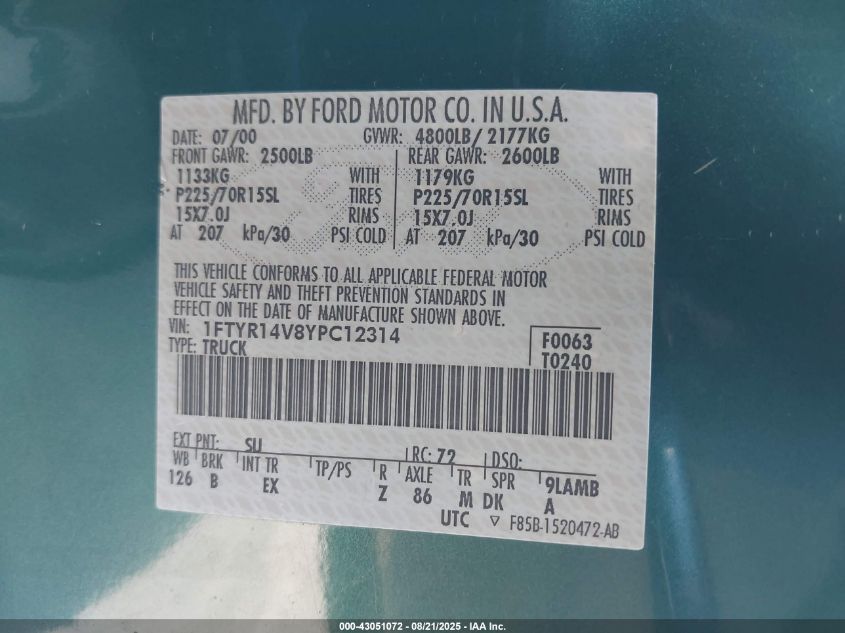 MFD. BY FORD MOTOR CO. IN U.S.A.
DATE: 07/00 GVWR: 4800LB/ 2177KG
FRONT GAWR: 2500LB REAR GAWR: 2600LB
1133KG WITH 1179KG WITH
P225/70R15SL TIRES P225/70R15SL TIRES
15X7.0J RIMS 15X7.0J RIMS
AT 207 kPa/30 PSI COLD AT 207 kPa/30 PSI COLD
THIS VEHICLE CONFORMS TO ALL APPLICABLE FEDERAL MOTOR
VEHICLE SAFETY AND THEFT PREVENTION STANDARDS IN
EFFECT ON THE DATE OF MANUFACTURE SHOWN ABOVE.
VIN: 1FTYR14V8YPC12314 F0063
TYPE: TRUCK T0240
EXT PNT: SU RC: 72 DSO:
WB BRK INT TR TP/PS R AXLE TR SPR 9LAMB
126 B EX Z 86 M DK A
UTC ▽ F85B-1520472-AB
000-43051072 - 08/21/2025 - IAA Inc.